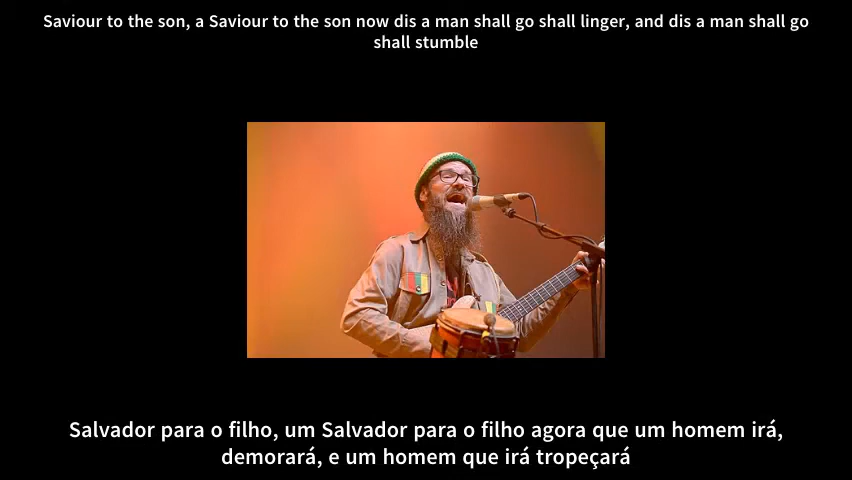 Saviour to the son, a Saviour to the son now dis a man shall go shall linger, and dis a man shall go
shall stumble
Salvador para o filho, um Salvador para o filho agora que um homem irá,
demorará, e um homem que irá tropeçará